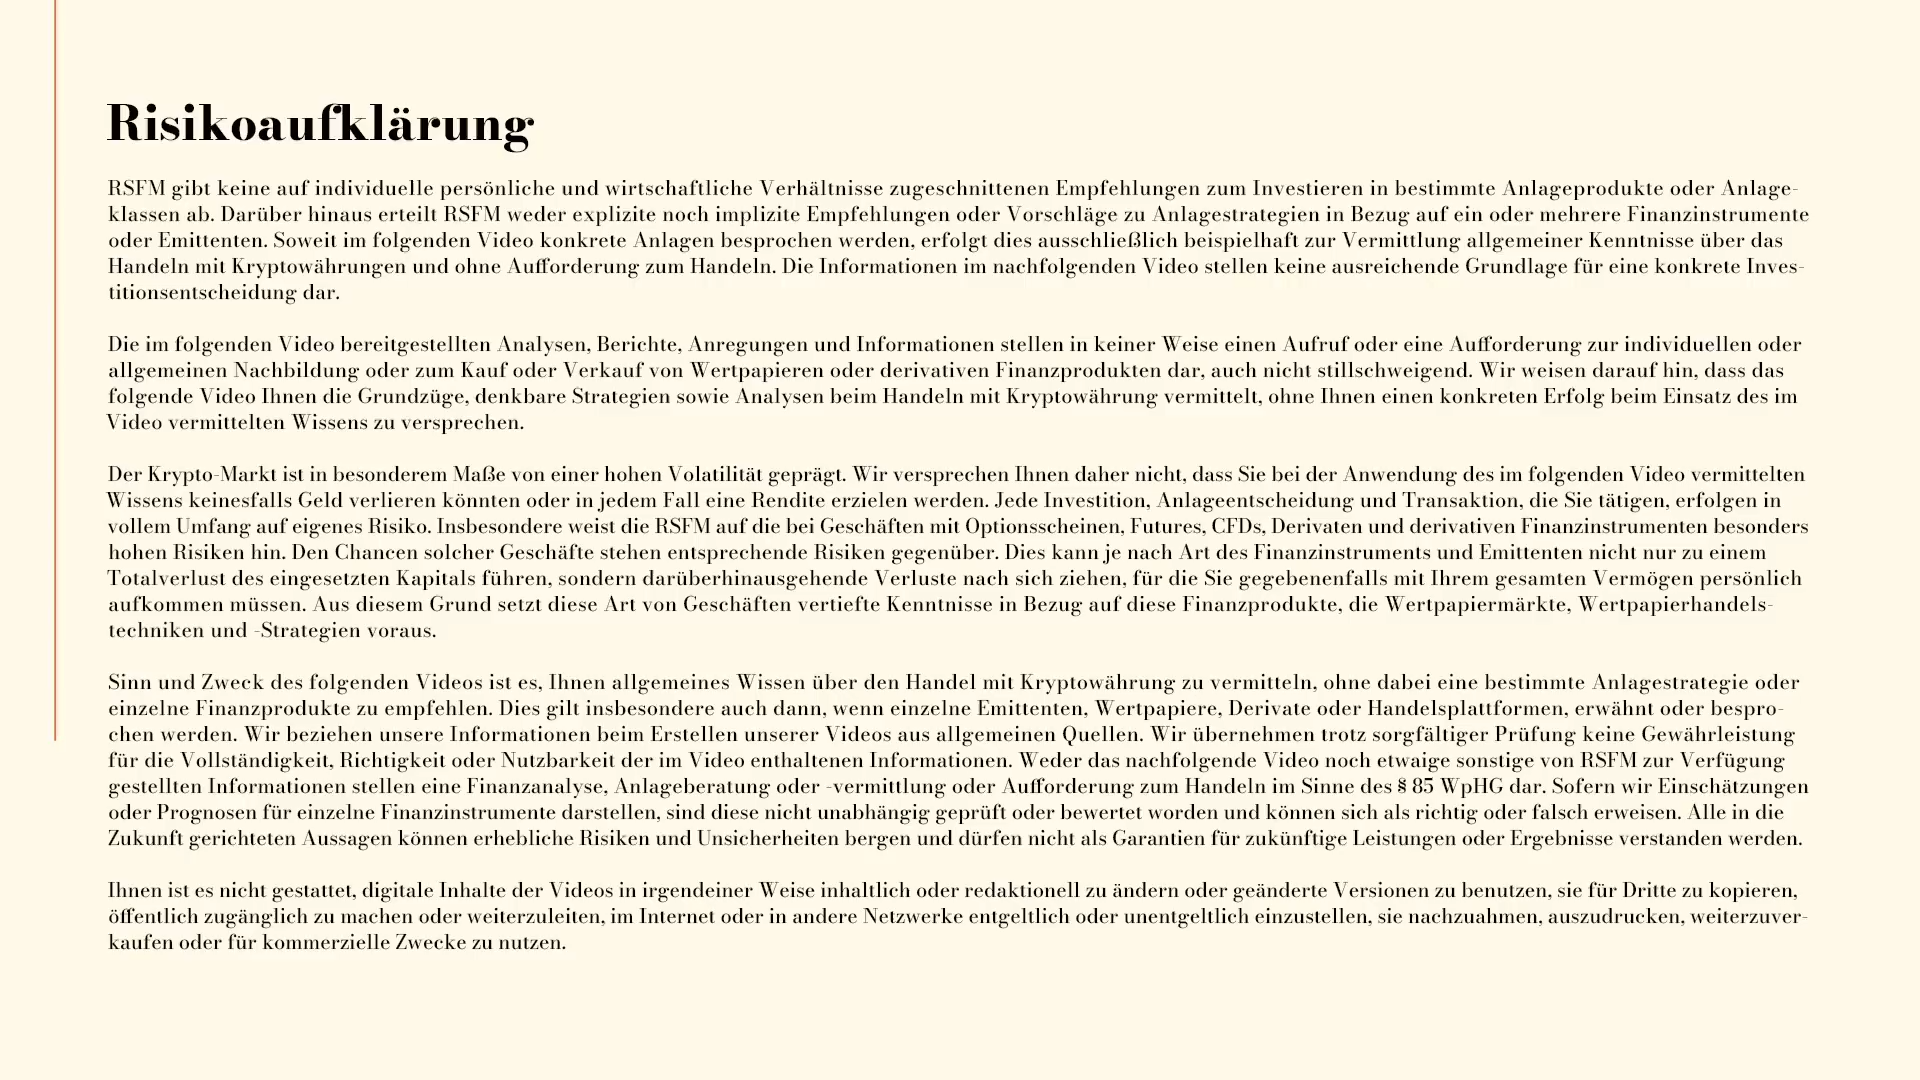 Risikoaufklärung
RSFM gibt keine auf individuelle persönliche und wirtschaftliche Verhältnisse zugeschnittenen Empfehlungen zum Investieren in bestimmte Anlageprodukte oder Anlage-
klassen ab. Darüber hinaus erteilt RSFM weder explizite noch implizite Empfehlungen oder Vorschläge zu Anlagestrategien in Bezug auf ein oder mehrere Finanzinstrumente
oder Emittenten. Soweit im folgenden Video konkrete Anlagen besprochen werden, erfolgt dies ausschließlich beispielhaft zur Vermittlung allgemeiner Kenntnisse über das
Handeln mit Kryptowährungen und ohne Aufforderung zum Handeln. Die Informationen im nachfolgenden Video stellen keine ausreichende Grundlage für eine konkrete Inves-
titionsentscheidung dar.
Die im folgenden Video bereitgestellten Analysen, Berichte, Anregungen und Informationen stellen in keiner Weise einen Aufruf oder eine Aufforderung zur individuellen oder
allgemeinen Nachbildung oder zum Kauf oder Verkauf von Wertpapieren oder derivativen Finanzprodukten dar, auch nicht stillschweigend. Wir weisen darauf hin, dass das
folgende Video Ihnen die Grundzüge, denkbare Strategien sowie Analysen beim Handeln mit Kryptowährung vermittelt, ohne Ihnen einen konkreten Erfolg beim Einsatz des im
Video vermittelten Wissens zu versprechen.
Der Krypto-Markt ist in besonderem Maße von einer hohen Volatilität geprägt. Wir versprechen Ihnen daher nicht, dass Sie bei der Anwendung des im folgenden Video vermittelten
Wissens keinesfalls Geld verlieren könnten oder in jedem Fall eine Rendite erzielen werden. Jede Investition, Anlageentscheidung und Transaktion, die Sie tätigen, erfolgen in
vollem Umfang auf eigenes Risiko. Insbesondere weist die RSFM auf die bei Geschäften mit Optionsscheinen, Futures, CFDs, Derivaten und derivativen Finanzinstrumenten besonders
hohen Risiken hin. Den Chancen solcher Geschäfte stehen entsprechende Risiken gegenüber. Dies kann je nach Art des Finanzinstruments und Emittenten nicht nur zu einem
Totalverlust des eingesetzten Kapitals führen, sondern darüberhinausgehende Verluste nach sich ziehen, für die Sie gegebenenfalls mit Ihrem gesamten Vermögen persönlich
aufkommen müssen. Aus diesem Grund setzt diese Art von Geschäften vertiefte Kenntnisse in Bezug auf diese Finanzprodukte, die Wertpapiermärkte, Wertpapierhandels-
techniken und -Strategien voraus.
Sinn und Zweck des folgenden Videos ist es, Ihnen allgemeines Wissen über den Handel mit Kryptowährung zu vermitteln, ohne dabei eine bestimmte Anlagestrategie oder
einzelne Finanzprodukte zu empfehlen. Dies gilt insbesondere auch dann, wenn einzelne Emittenten, Wertpapiere, Derivate oder Handelsplattformen, erwähnt oder bespro-
chen werden. Wir beziehen unsere Informationen beim Erstellen unserer Videos aus allgemeinen Quellen. Wir übernehmen trotz sorgfältiger Prüfung keine Gewährleistung
für die Vollständigkeit, Richtigkeit oder Nutzbarkeit der im Video enthaltenen Informationen. Weder das nachfolgende Video noch etwaige sonstige von RSFM zur Verfügung
gestellten Informationen stellen eine Finanzanalyse, Anlageberatung oder -vermittlung oder Aufforderung zum Handeln im Sinne des § 85 WpHG dar. Sofern wir Einschätzungen
oder Prognosen für einzelne Finanzinstrumente darstellen, sind diese nicht unabhängig geprüft oder bewertet worden und können sich als richtig oder falsch erweisen. Alle in die
Zukunft gerichteten Aussagen können erhebliche Risiken und Unsicherheiten bergen und dürfen nicht als Garantien für zukünftige Leistungen oder Ergebnisse verstanden werden.
Ihnen ist es nicht gestattet, digitale Inhalte der Videos in irgendeiner Weise inhaltlich oder redaktionell zu ändern oder geänderte Versionen zu benutzen, sie für Dritte zu kopieren,
öffentlich zugänglich zu machen oder weiterzuleiten, im Internet oder in andere Netzwerke entgeltlich oder unentgeltlich einzustellen, sie nachzuahmen, auszudrucken, weiterzuver-
kaufen oder für kommerzielle Zwecke zu nutzen.